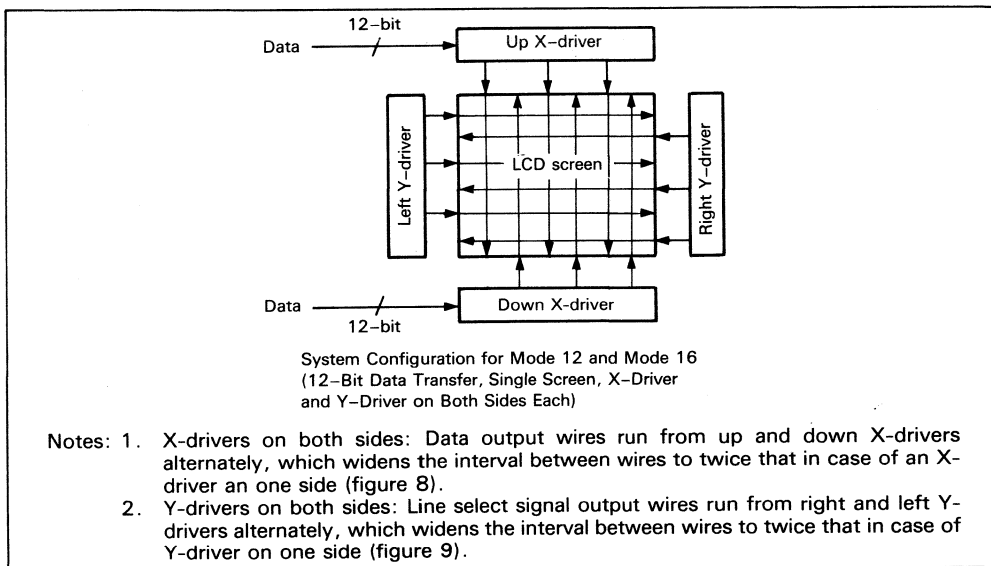 12–bit
Data
Up X–driver
Left Y–driver
LCD screen
Right Y–driver
Data
Down X-driver
12–bit
System Configuration for Mode 12 and Mode 16
(12–Bit Data Transfer, Single Screen, X–Driver
and Y–Driver on Both Sides Each)
Notes: 1. X-drivers on both sides: Data output wires run from up and down X-drivers
alternately, which widens the interval between wires to twice that in case of an X-
driver an one side (figure 8).
2. Y-drivers on both sides: Line select signal output wires run from right and left Y-
drivers alternately, which widens the interval between wires to twice that in case of
Y-driver on one side (figure 9).